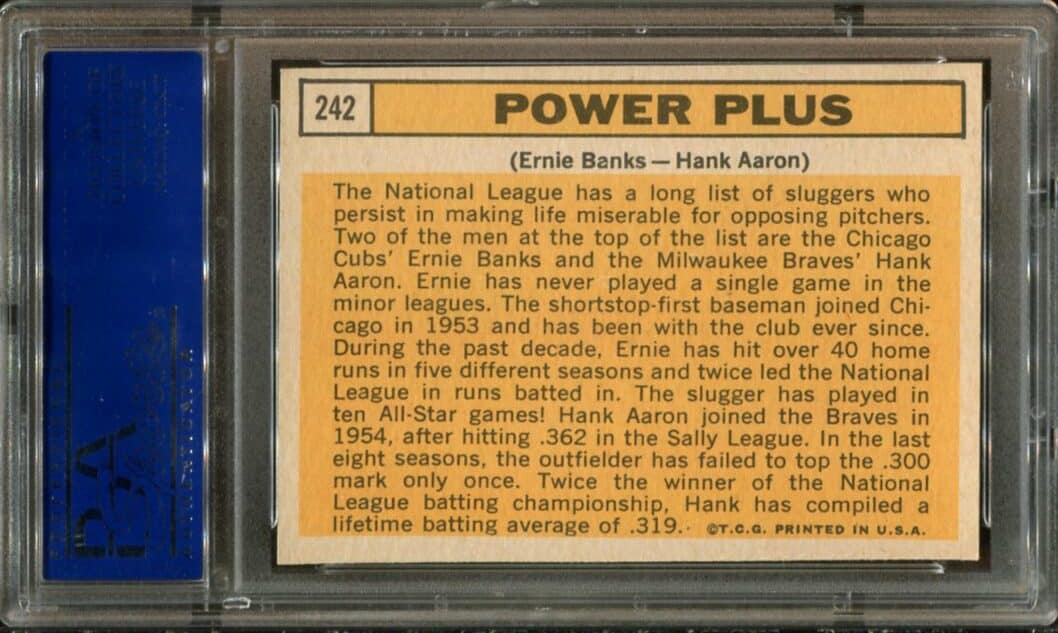 242
POWER PLUS
(Ernie Banks — Hank Aaron)
The National League has a long list of sluggers who
persist in making life miserable for opposing pitchers.
Two of the men at the top of the list are the Chicago
Cubs' Ernie Banks and the Milwaukee Braves' Hank
Aaron. Ernie has never played a single game in the
minor leagues. The shortstop-first baseman joined Chi-
cago in 1953 and has been with the club ever since.
During the past decade, Ernie has hit over 40 home
runs in five different seasons and twice led the National
League in runs batted in. The slugger has played in
ten All-Star games! Hank Aaron joined the Braves in
1954, after hitting .362 in the Sally League. In the last
eight seasons, the outfielder has failed to top the .300
mark only once. Twice the winner of the National
League batting championship, Hank has compiled a
lifetime batting average of .319. ©T.C.G. PRINTED IN U.S.A.